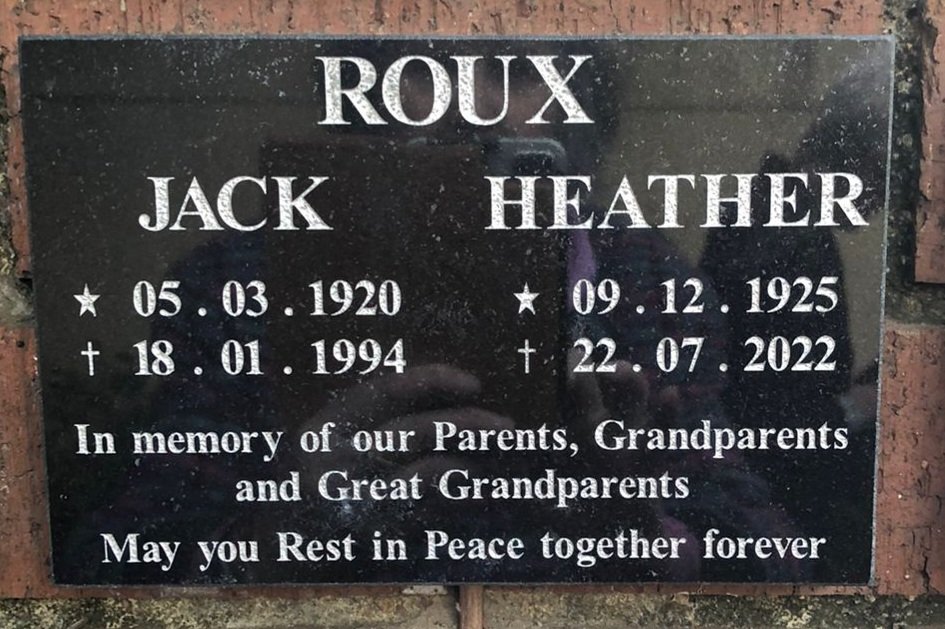 ROUX
JACK HEATHER
★ 05 . 03 . 1920 ★ 09 . 12 . 1925
† 18 . 01 . 1994 † 22 . 07 . 2022
In memory of our Parents, Grandparents
and Great Grandparents
May you Rest in Peace together forever